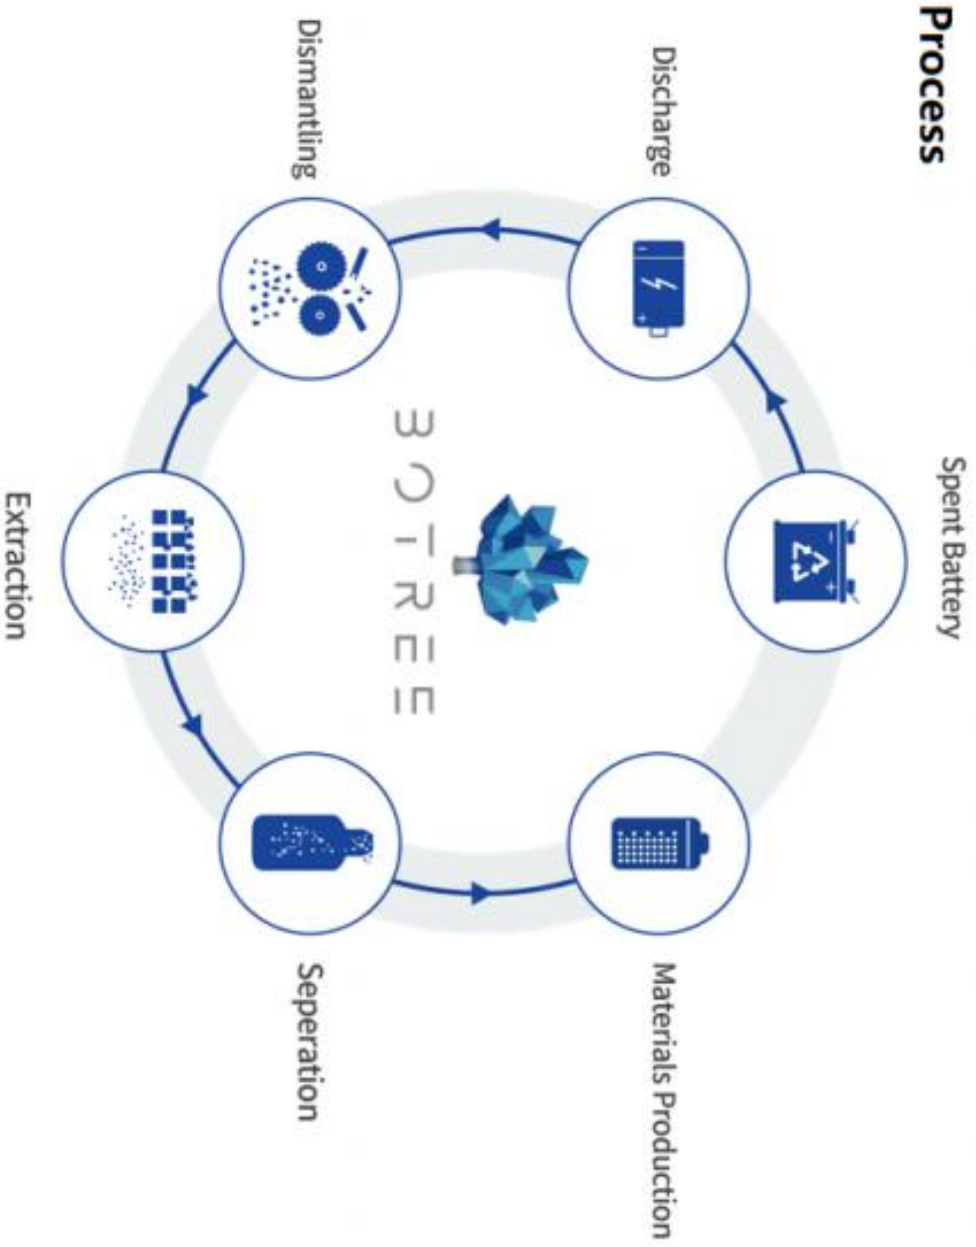 Process
Spent Battery
Discharge
Materials Production
BOTREE
Dismantling
Seperation
Extraction